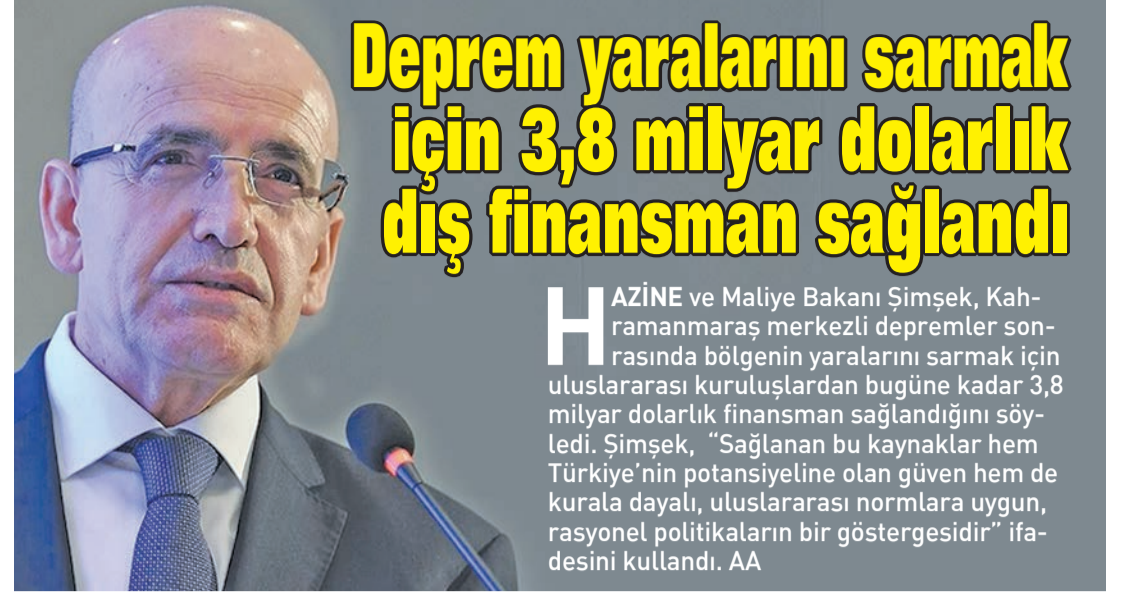 Deprem yaralarını sarmak
için 3,8 milyar dolarlık
dış finansman sağlandı
HAZİNE ve Maliye Bakanı Şimşek, Kah-
ramanmaraş merkezli depremler son-
rasında bölgenin yaralarını sarmak için
uluslararası kuruluşlardan bugüne kadar 3,8
milyar dolarlık finansman sağlandığını söy-
ledi. Şimşek, “Sağlanan bu kaynaklar hem
Türkiye’nin potansiyeline olan güven hem de
kurala dayalı, uluslararası normlara uygun,
rasyonel politikaların bir göstergesidir” ifa-
desini kullandı. AA